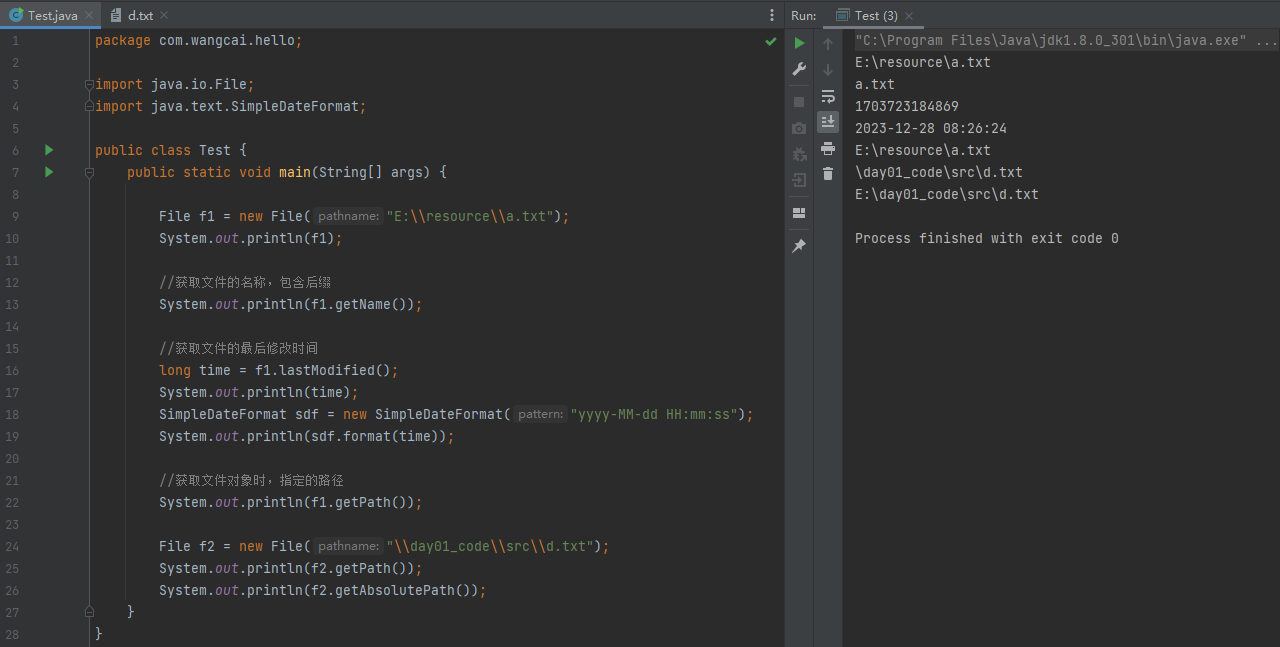 Test.java
d.txt
1 package com.wangcai.hello;
2
3 import java.io.File;
4 import java.text.SimpleDateFormat;
5
6 public class Test {
7 public static void main(String[] args) {
8
9 File f1 = new File( pathname: "E:\\resource\\a.txt");
10 System.out.println(f1);
11
12 //获取文件的名称，包含后缀
13 System.out.println(f1.getName());
14
15 //获取文件的最后修改时间
16 long time = f1.lastModified();
17 System.out.println(time);
18 SimpleDateFormat sdf = new SimpleDateFormat( pattern: "yyyy-MM-dd HH:mm:ss");
19 System.out.println(sdf.format(time));
20
21 //获取文件对象时，指定的路径
22 System.out.println(f1.getPath());
23
24 File f2 = new File( pathname: "\\day01_code\\src\\d.txt");
25 System.out.println(f2.getPath());
26 System.out.println(f2.getAbsolutePath());
27 }
28 }
Run: Test (3)
"C:\Program Files\Java\jdk1.8.0_301\bin\java.exe" ...
E:\resource\a.txt
a.txt
1703723184869
2023-12-28 08:26:24
E:\resource\a.txt
\day01_code\src\d.txt
E:\day01_code\src\d.txt
Process finished with exit code 0